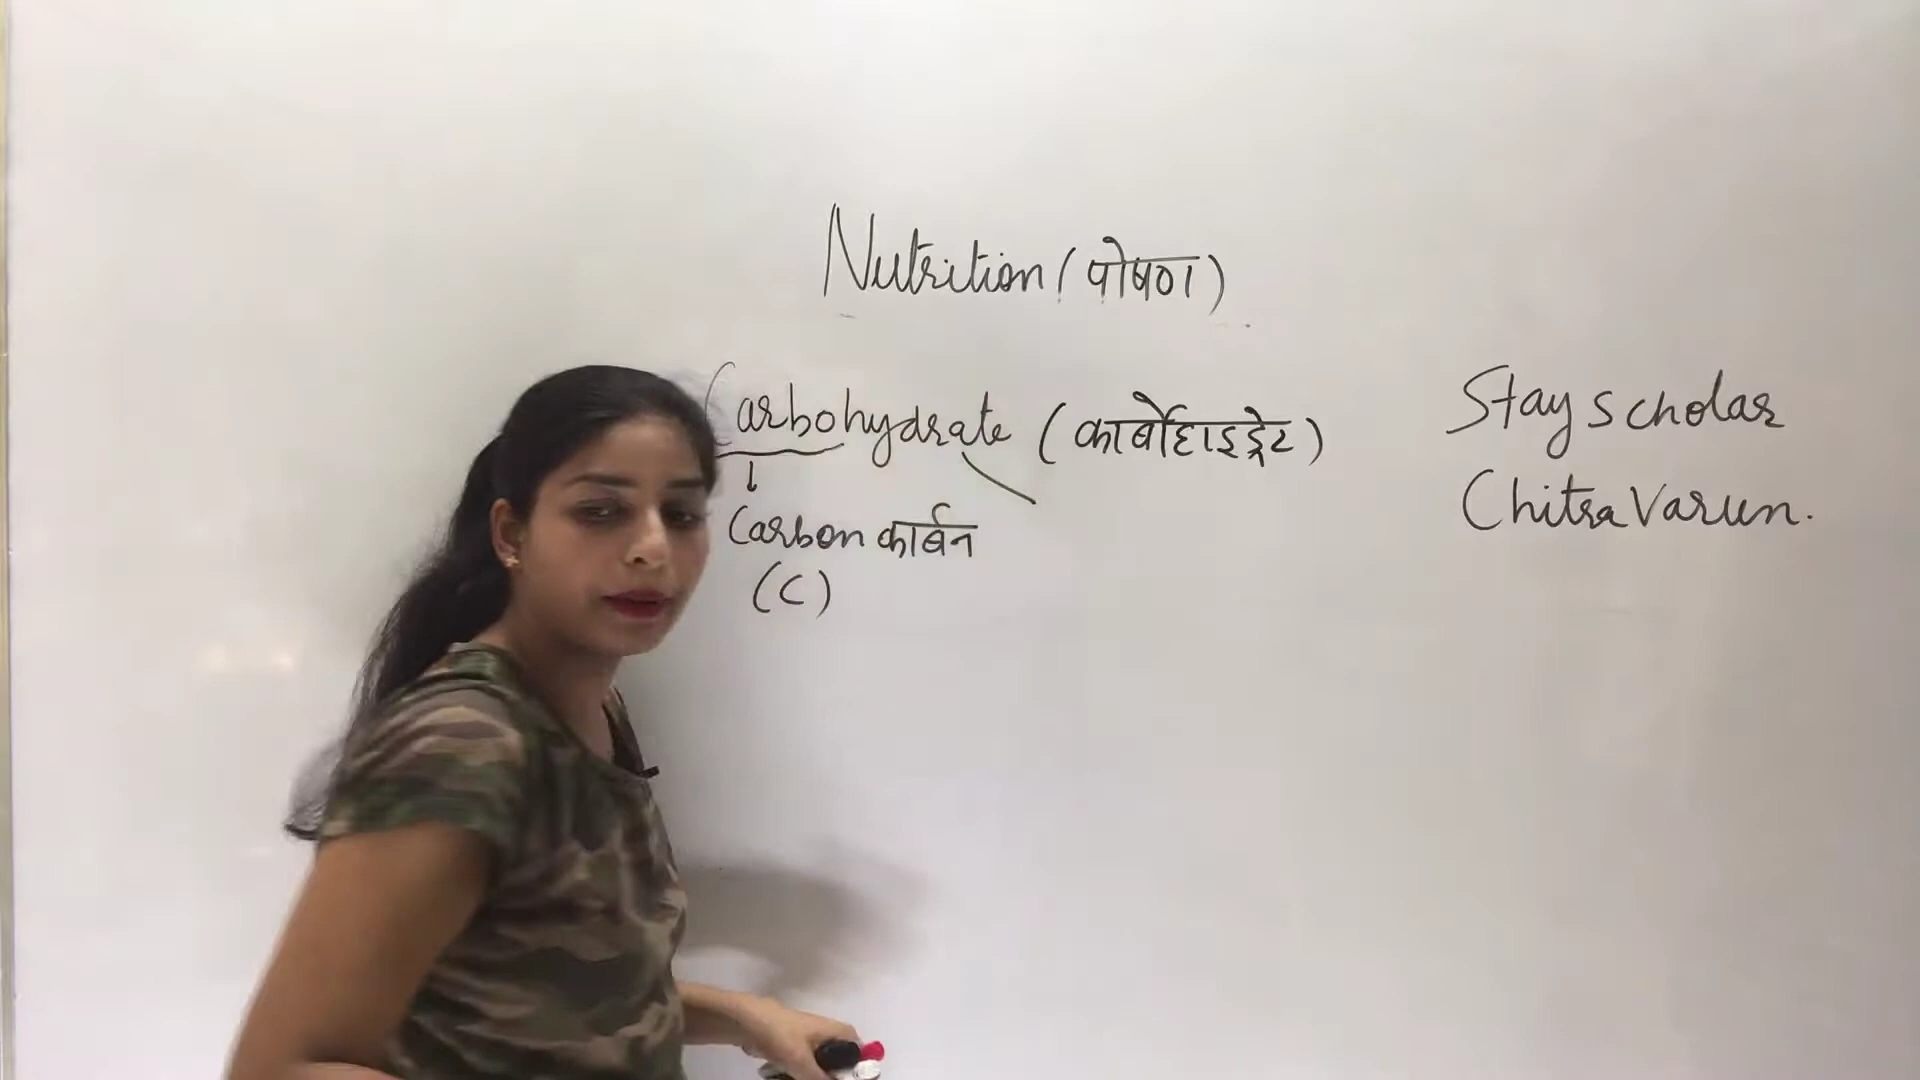 Nutrition (पोषण)
Carbohydrate (कार्बोहाइड्रेट)
Carbon कार्बन
(C)
Stay scholar
Chitra Varun.